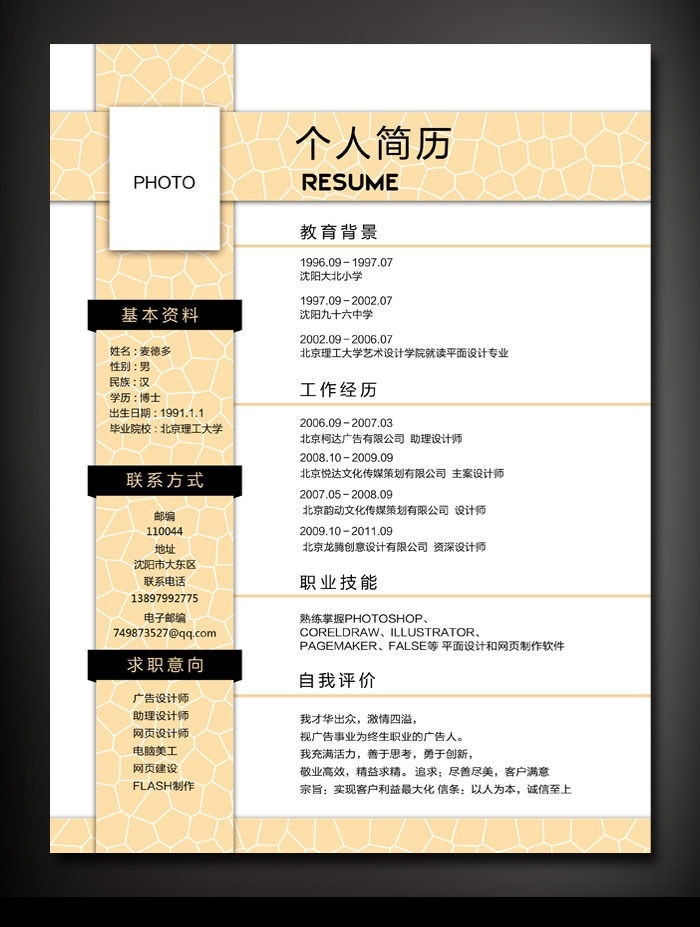 PHOTO
个人简历
RESUME
基本资料
姓名：麦德多
性别：男
民族：汉
学历：博士
出生日期：1991.1.1
毕业院校：北京理工大学
联系方式
邮编
110044
地址
沈阳市大东区
联系电话
13897992775
电子邮编
749873527@qq.com
求职意向
广告设计师
助理设计师
网页设计师
电脑美工
网页建设
FLASH制作
教育背景
1996.09－1997.07
沈阳大北小学
1997.09－2002.07
沈阳九十六中学
2002.09－2006.07
北京理工大学艺术设计学院就读平面设计专业
工作经历
2006.09－2007.03
北京柯达广告有限公司 助理设计师
2008.10－2009.09
北京悦达文化传媒策划有限公司 主案设计师
2007.05－2008.09
北京韵动文化传媒策划有限公司 设计师
2009.10－2011.09
北京龙腾创意设计有限公司 资深设计师
职业技能
熟练掌握PHOTOSHOP、
CORELDRAW、ILLUSTRATOR、
PAGEMAKER、FALSE等 平面设计和网页制作软件
自我评价
我才华出众，激情四溢，
视广告事业为终生职业的广告人。
我充满活力，善于思考，勇于创新，
敬业高效，精益求精。 追求：尽善尽美，客户满意
宗旨：实现客户利益最大化 信条：以人为本，诚信至上